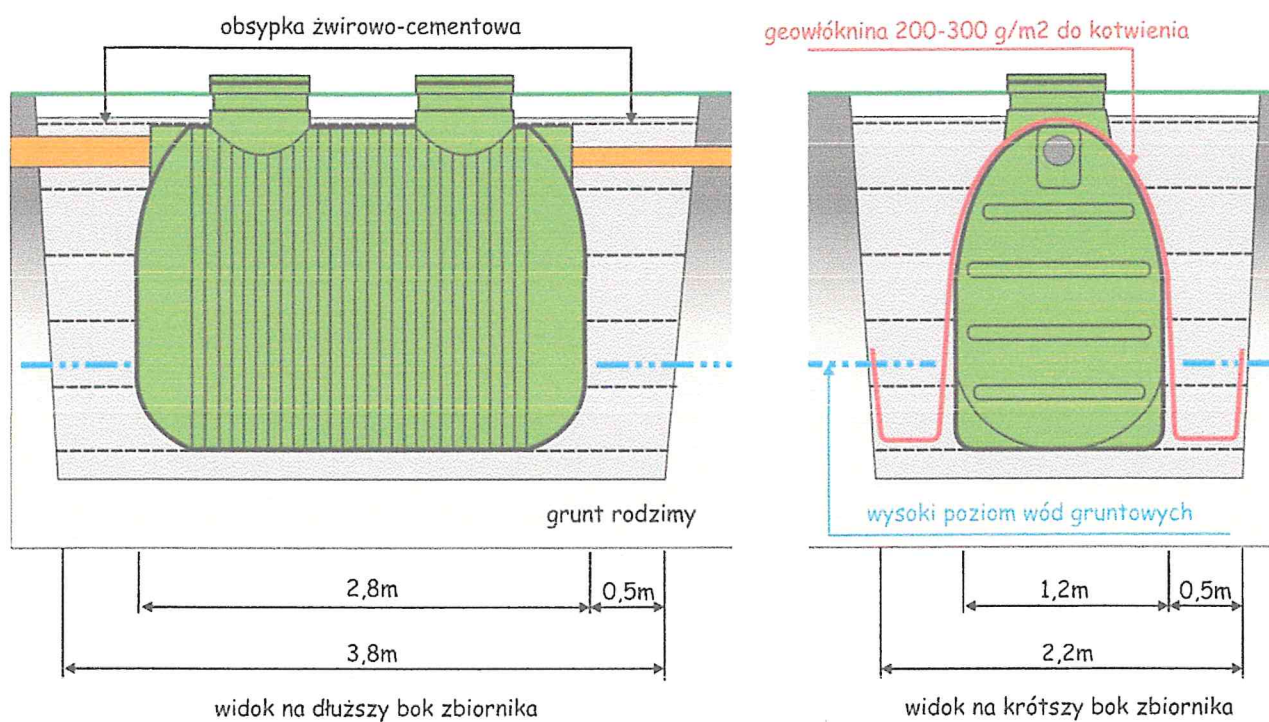 obsypka żwirowo-cementowa
geowłóknina 200-300 g/m2 do kotwienia
grunt rodzimy
wysoki poziom wód gruntowych
2,8m
0,5m
1,2m
0,5m
3,8m
2,2m
widok na dłuższy bok zbiornika
widok na krótszy bok zbiornika